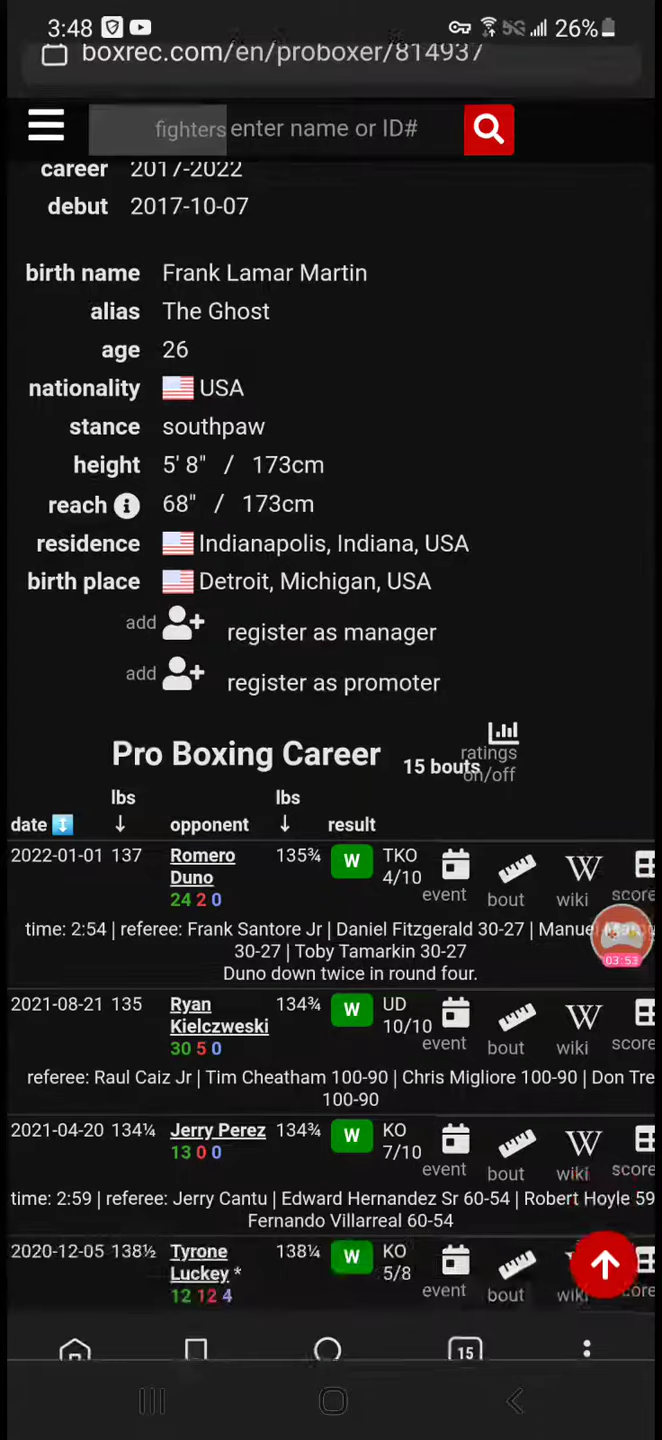 3:48 5G 26%
boxrec.com/en/proboxer/814937
fighters enter name or ID#
career 2017-2022
debut 2017-10-07
birth name Frank Lamar Martin
alias The Ghost
age 26
nationality USA
stance southpaw
height 5' 8" / 173cm
reach 68" / 173cm
residence Indianapolis, Indiana, USA
birth place Detroit, Michigan, USA
add register as manager
add register as promoter
Pro Boxing Career 15 bouts ratings on/off
lbs lbs
date ↓ opponent ↓ result
2022-01-01 137 Romero 135¾ W TKO
Duno 4/10
24 2 0 event bout wiki score
time: 2:54 | referee: Frank Santore Jr | Daniel Fitzgerald 30-27 |
30-27 | Toby Tamarkin 30-27
Duno down twice in round four.
03:53
2021-08-21 135 Ryan 134¾ W UD
Kielczweski 10/10
30 5 0 event bout wiki score
referee: Raul Caiz Jr | Tim Cheatham 100-90 | Chris Migliore 100-90 | Don Tre
100-90
2021-04-20 134¼ Jerry Perez 134¾ W KO
13 0 0 7/10
event bout wiki score
time: 2:59 | referee: Jerry Cantu | Edward Hernandez Sr 60-54 | Robert Hoyle 59
Fernando Villarreal 60-54
2020-12-05 138½ Tyrone 138¼ W KO
Luckey * 5/8
12 12 4 event bout wiki core
15